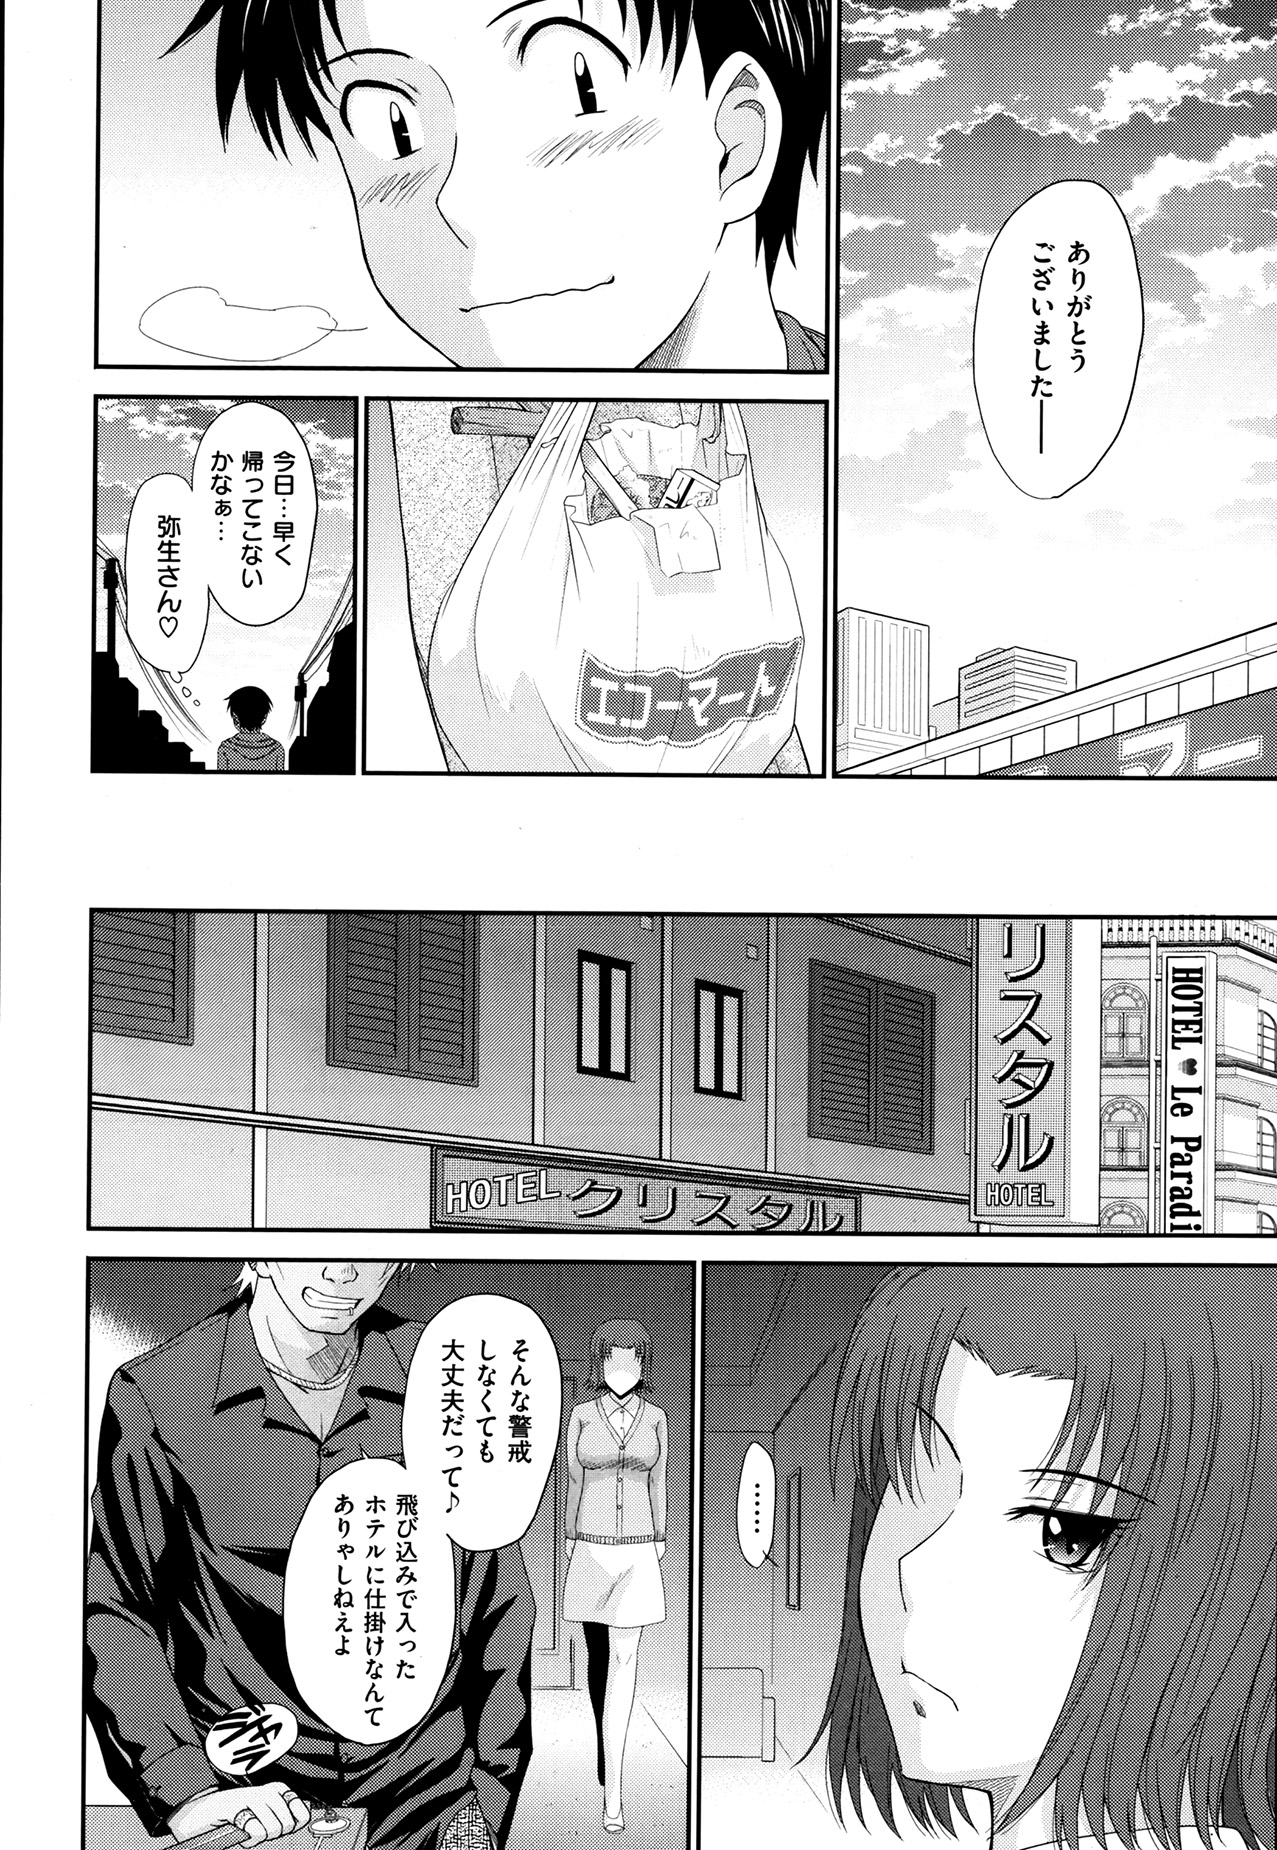 ありがとう
ございました──
マー
エコーマート
今日…早く
帰ってこない
かなぁ…
弥生さん♡
HOTEL♥Le Paradi
リスタル
HOTEL
HOTEL クリスタル
……
そんな警戒
しなくても
大丈夫だって♪
飛び込みで入った
ホテルに仕掛けなんて
ありゃしねえよ